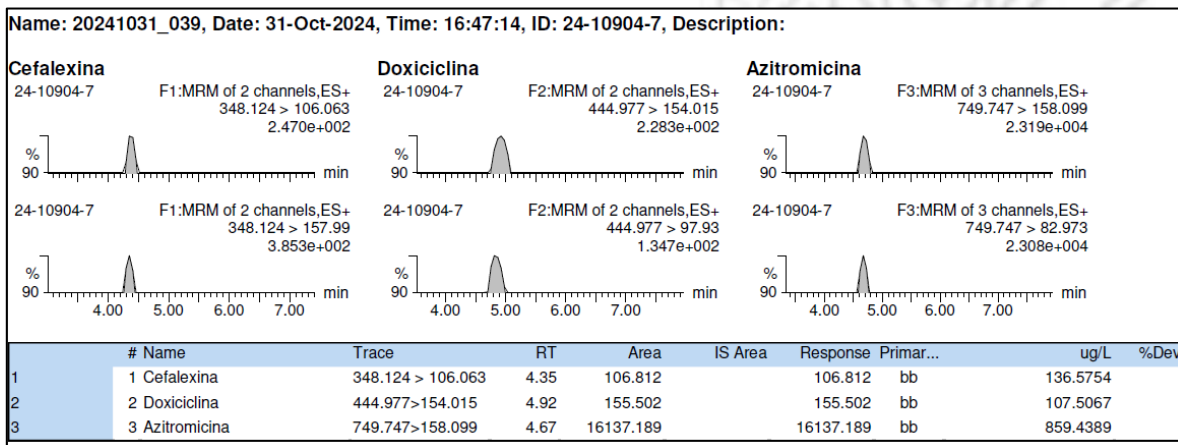 Name: 20241031_039, Date: 31-Oct-2024, Time: 16:47:14, ID: 24-10904-7, Description:
Cefalexina
24-10904-7
F1:MRM of 2 channels,ES+
348.124 > 106.063
2.470e+002
%
90
min
24-10904-7
F1:MRM of 2 channels,ES+
348.124 > 157.99
3.853e+002
%
90
min
4.00 5.00 6.00 7.00
Doxiciclina
24-10904-7
F2:MRM of 2 channels,ES+
444.977 > 154.015
2.283e+002
%
90
min
24-10904-7
F2:MRM of 2 channels,ES+
444.977 > 97.93
1.347e+002
%
90
min
4.00 5.00 6.00 7.00
Azitromicina
24-10904-7
F3:MRM of 3 channels,ES+
749.747 > 158.099
2.319e+004
%
90
min
24-10904-7
F3:MRM of 3 channels,ES+
749.747 > 82.973
2.308e+004
%
90
min
4.00 5.00 6.00 7.00
# Name Trace RT Area IS Area Response Primar... ug/L %Dev
1 1 Cefalexina 348.124 > 106.063 4.35 106.812 106.812 bb 136.5754
2 2 Doxiciclina 444.977>154.015 4.92 155.502 155.502 bb 107.5067
3 3 Azitromicina 749.747>158.099 4.67 16137.189 16137.189 bb 859.4389